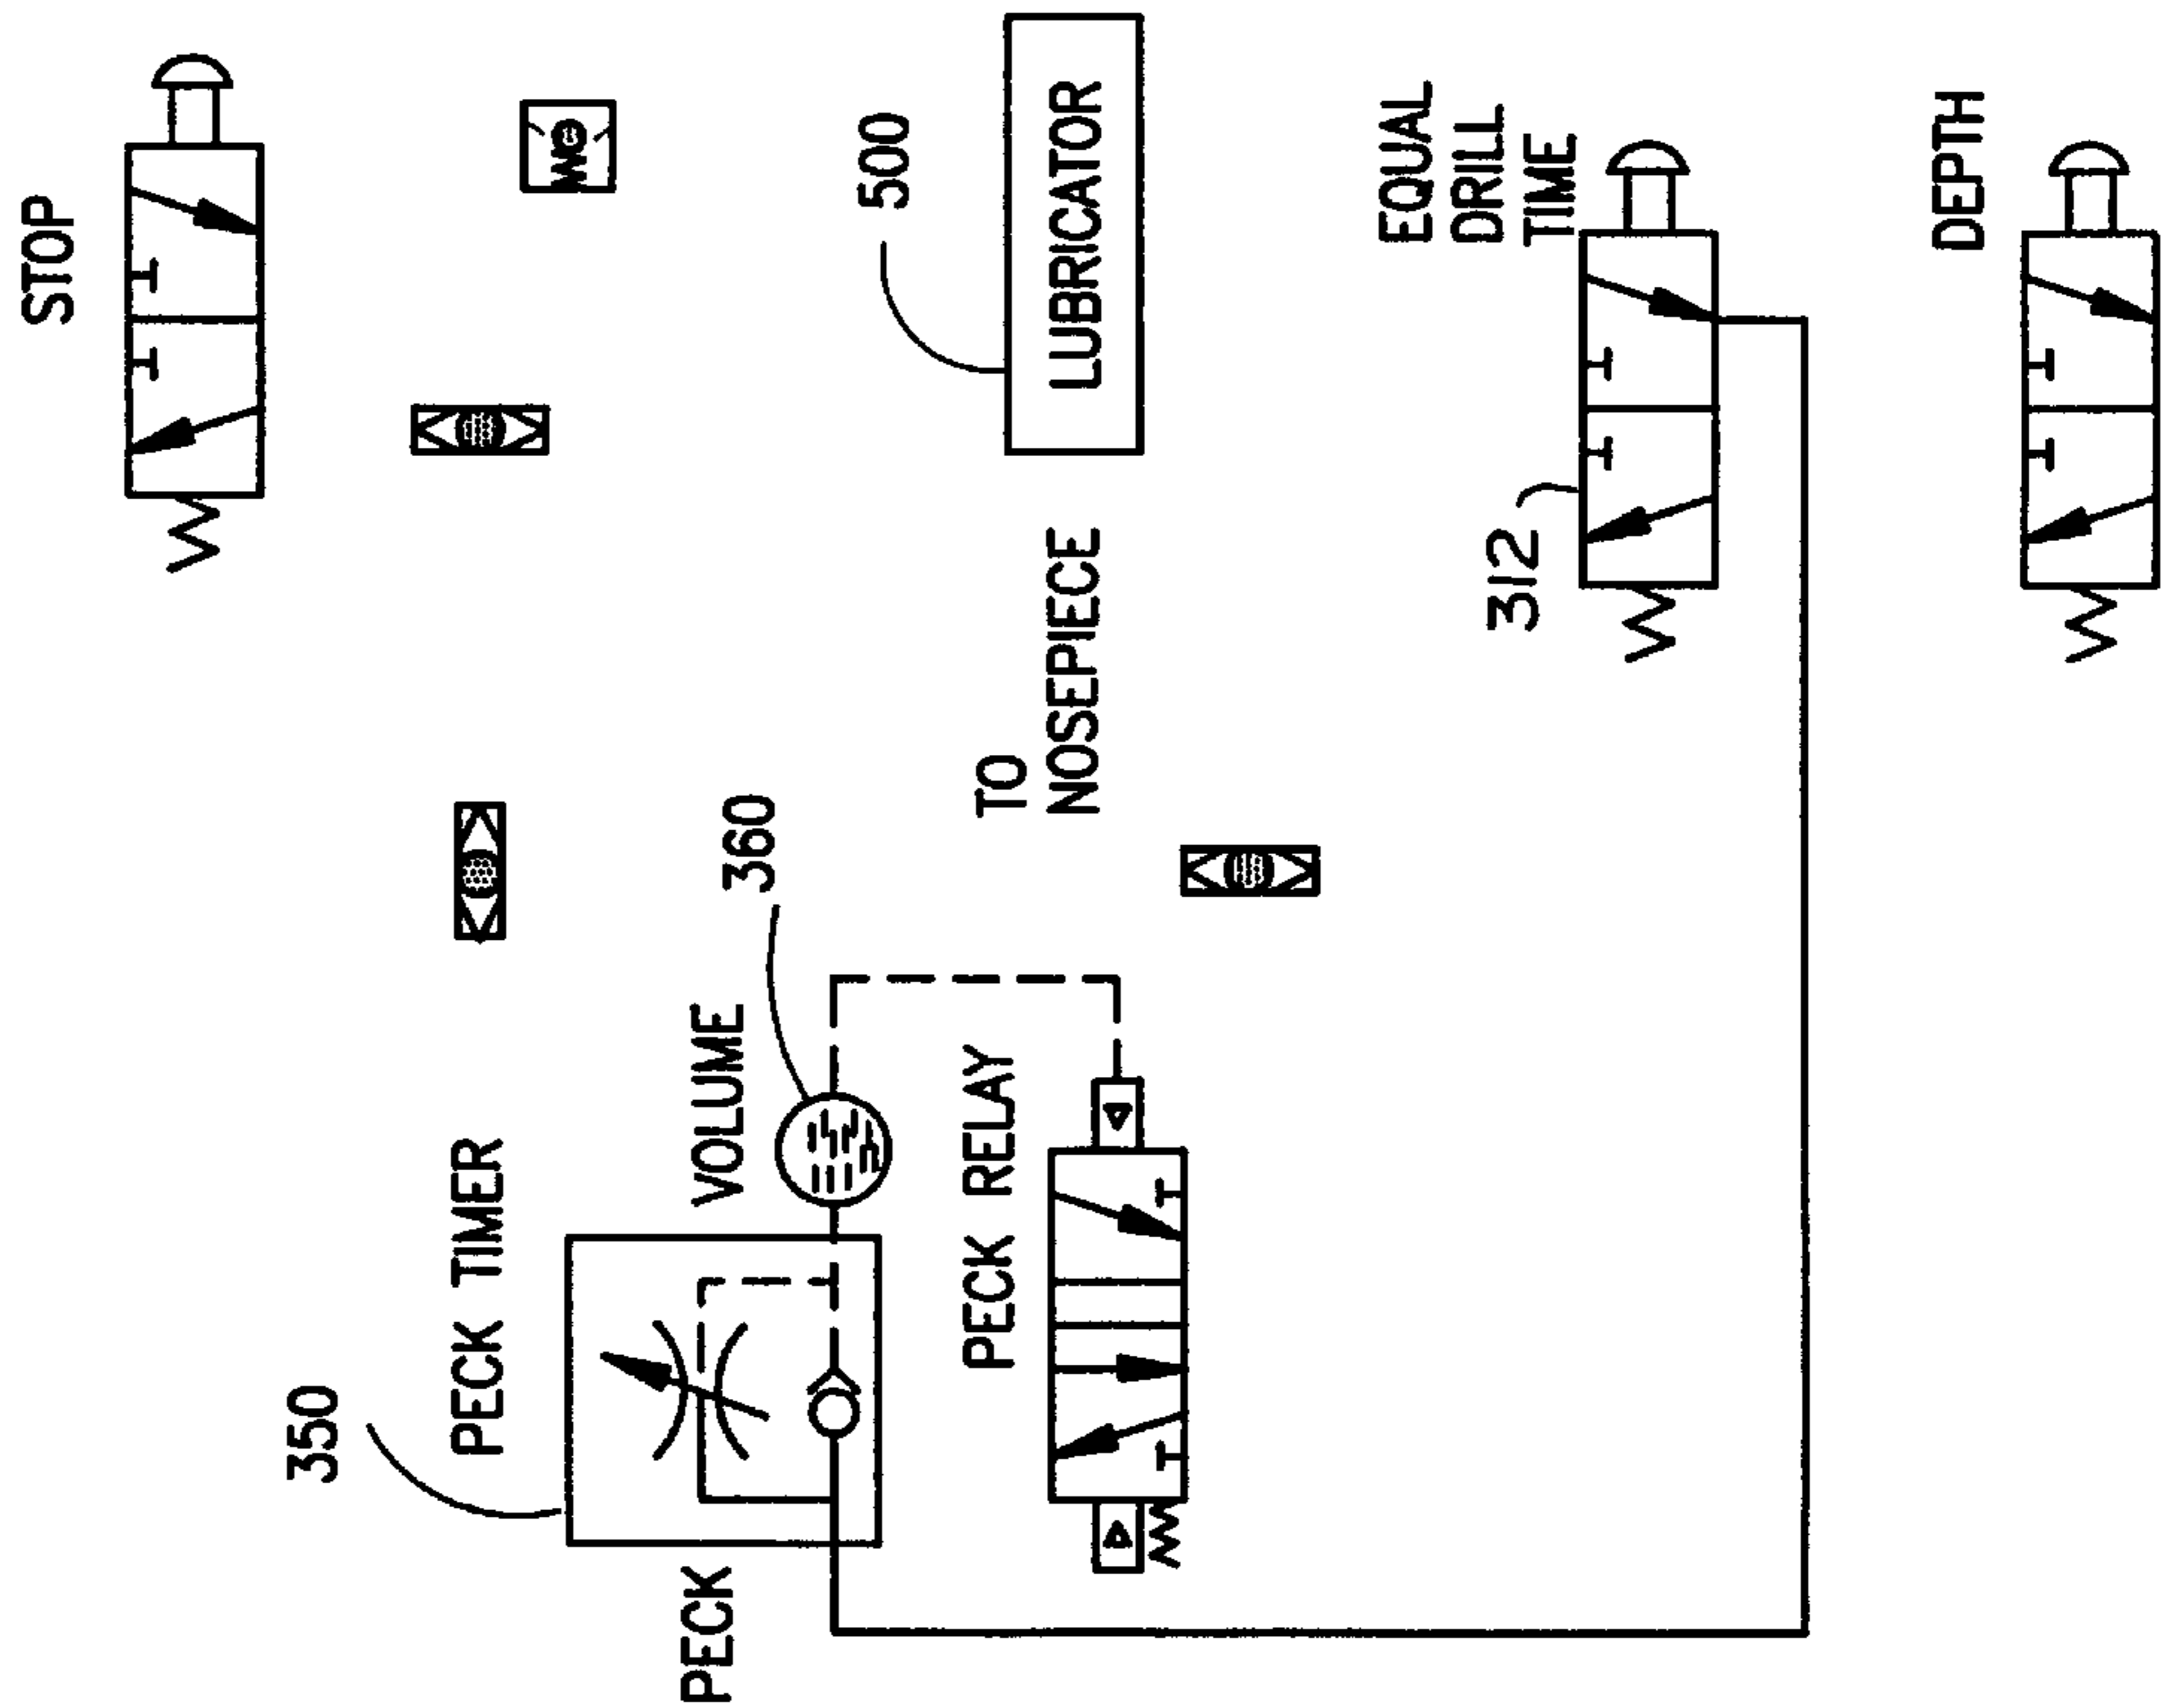 STOP
350
PECK TIMER
PECK
VOLUME
360
500
PECK RELAY
TO
NOSEPIECE
LUBRICATOR
EQUAL
DRILL
TIME
312
DEPTH